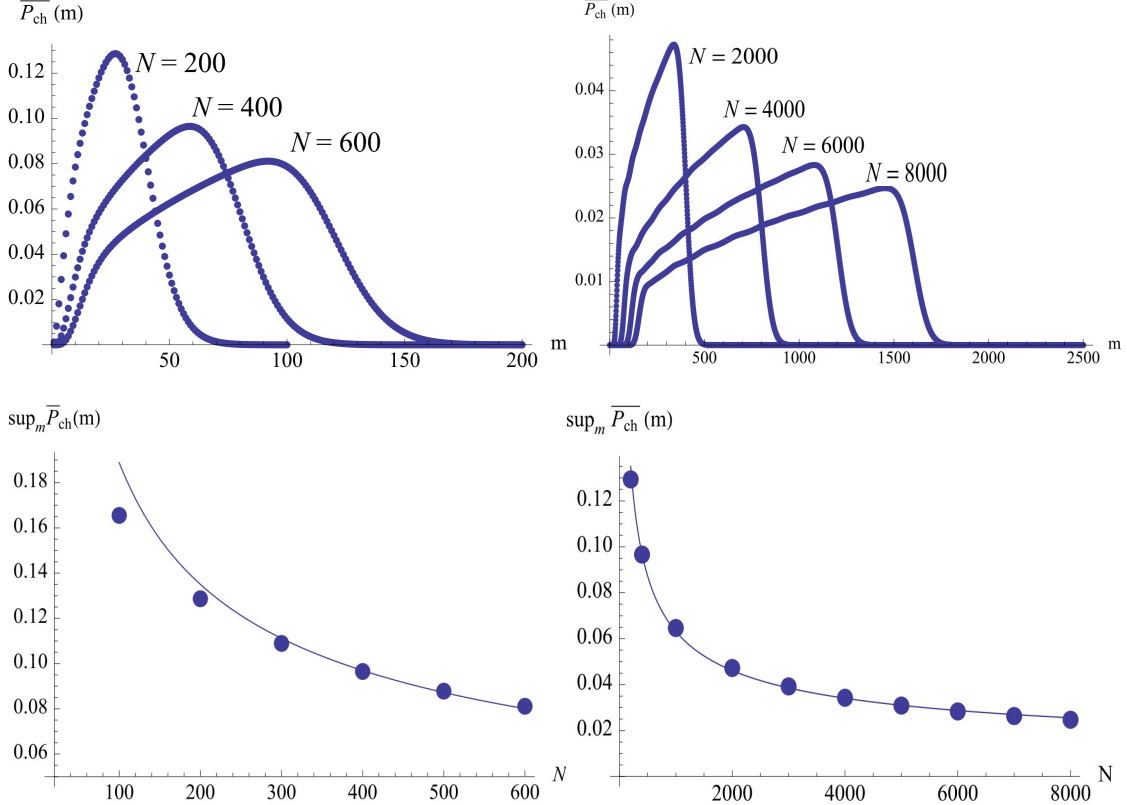 P̅ch (m)
N = 200
N = 400
N = 600
0.12
0.10
0.08
0.06
0.04
0.02
50 100 150 200 m
P̅ch (m)
N = 2000
N = 4000
N = 6000
N = 8000
0.04
0.03
0.02
0.01
500 1000 1500 2000 2500 m
supm P̅ch(m)
0.18
0.16
0.14
0.12
0.10
0.08
0.06
100 200 300 400 500 600 N
supm P̅ch (m)
0.12
0.10
0.08
0.06
0.04
0.02
2000 4000 6000 8000 N